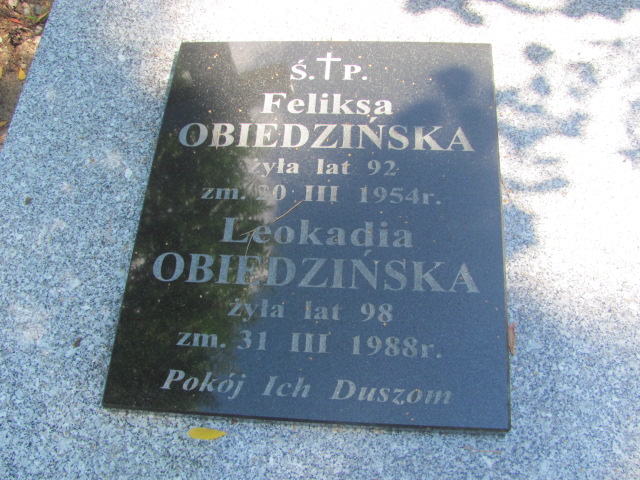 Ś.†P.
Feliksa
OBIEDZIŃSKA
żyła lat 92
zm. III 1954r.
Leokadia
OBIEDZIŃSKA
żyła lat 98
zm. 31 III 1988r.
Pokój Ich Duszom